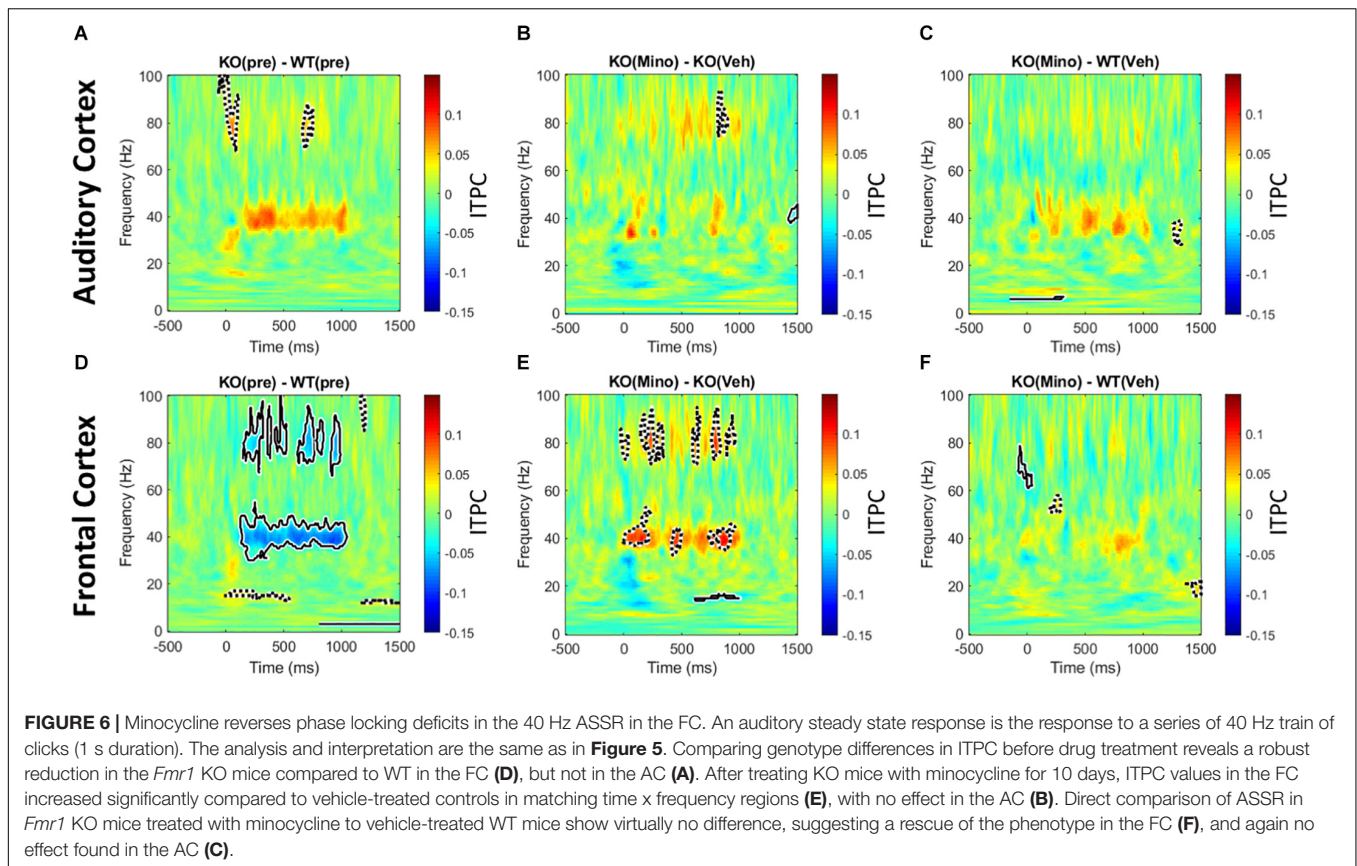 A
B
C
Auditory Cortex
KO(pre) - WT(pre)
KO(Mino) - KO(Veh)
KO(Mino) - WT(Veh)
Frequency (Hz)
100
80
60
40
20
0
-500 0 500 1000 1500
Time (ms)
0.1
0.05
0
-0.05
-0.1
-0.15
ITPC
Frequency (Hz)
100
80
60
40
20
0
-500 0 500 1000 1500
Time (ms)
0.1
0.05
0
-0.05
-0.1
-0.15
ITPC
Frequency (Hz)
100
80
60
40
20
0
-500 0 500 1000 1500
Time (ms)
0.1
0.05
0
-0.05
-0.1
-0.15
ITPC
D
E
F
Frontal Cortex
KO(pre) - WT(pre)
KO(Mino) - KO(Veh)
KO(Mino) - WT(Veh)
Frequency (Hz)
100
80
60
40
20
0
-500 0 500 1000 1500
Time (ms)
0.1
0.05
0
-0.05
-0.1
-0.15
ITPC
Frequency (Hz)
100
80
60
40
20
0
-500 0 500 1000 1500
Time (ms)
0.1
0.05
0
-0.05
-0.1
-0.15
ITPC
Frequency (Hz)
100
80
60
40
20
0
-500 0 500 1000 1500
Time (ms)
0.1
0.05
0
-0.05
-0.1
-0.15
ITPC
FIGURE 6 | Minocycline reverses phase locking deficits in the 40 Hz ASSR in the FC. An auditory steady state response is the response to a series of 40 Hz train of
clicks (1 s duration). The analysis and interpretation are the same as in Figure 5. Comparing genotype differences in ITPC before drug treatment reveals a robust
reduction in the Fmr1 KO mice compared to WT in the FC (D), but not in the AC (A). After treating KO mice with minocycline for 10 days, ITPC values in the FC
increased significantly compared to vehicle-treated controls in matching time x frequency regions (E), with no effect in the AC (B). Direct comparison of ASSR in
Fmr1 KO mice treated with minocycline to vehicle-treated WT mice show virtually no difference, suggesting a rescue of the phenotype in the FC (F), and again no
effect found in the AC (C).